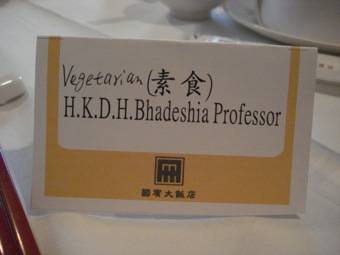 Vegetarian (素食)
H.K.D.H.Bhadeshia Professor
國賓大飯店